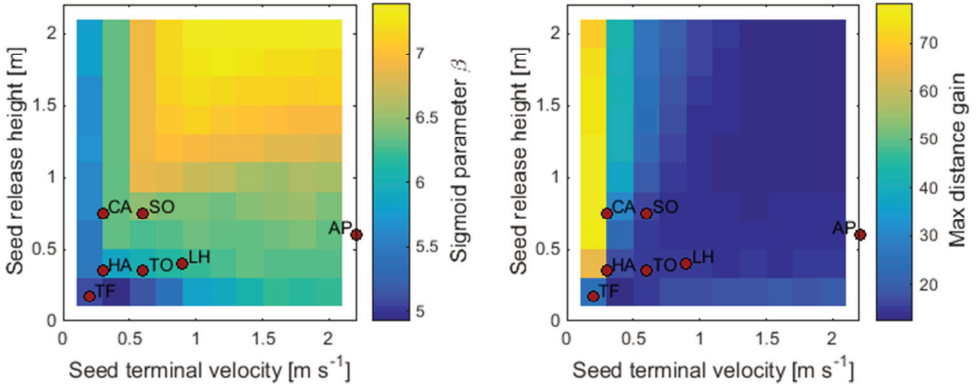 2
1.5
1
0.5
0
Seed release height [m]
CA
SO
AP
HA
TO
LH
TF
0
0.5
1
1.5
2
Seed terminal velocity [m s⁻¹]
7
6.5
6
5.5
5
Sigmoid parameter β
2
1.5
1
0.5
0
Seed release height [m]
CA
SO
AP
HA
TO
LH
TF
0
0.5
1
1.5
2
Seed terminal velocity [m s⁻¹]
70
60
50
40
30
20
Max distance gain